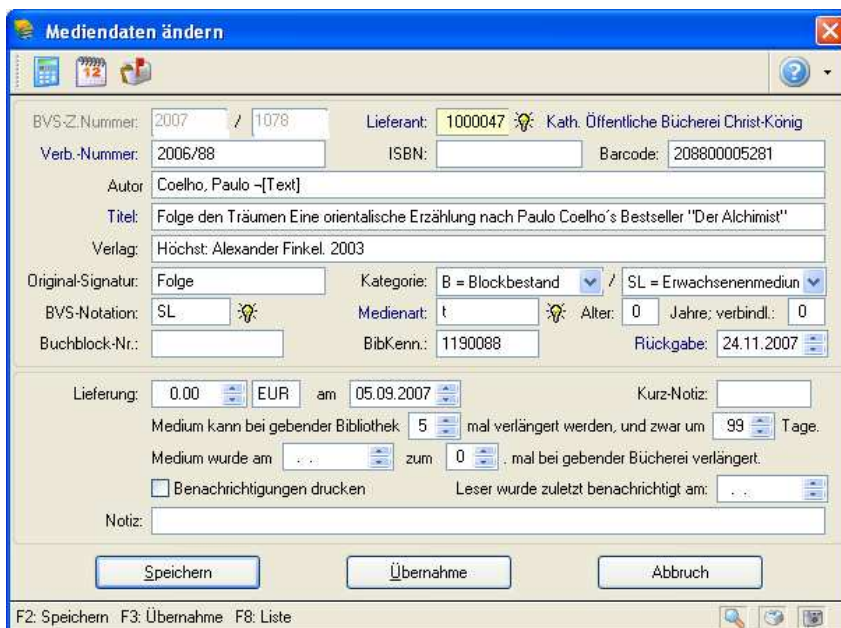 Mediendaten ändern
12
BVS-Z.Nummer: 2007 / 1078 Lieferant: 1000047 Kath. Öffentliche Bücherei Christ-König
Verb.-Nummer: 2006/88 ISBN: Barcode: 208800005281
Autor Coelho, Paulo ¬[Text]
Titel: Folge den Träumen Eine orientalische Erzählung nach Paulo Coelho´s Bestseller "Der Alchimist"
Verlag: Höchst: Alexander Finkel. 2003
Original-Signatur: Folge Kategorie: B = Blockbestand / SL = Erwachsenenmediun
BVS-Notation: SL Medienart: t Alter: 0 Jahre; verbindl.: 0
Buchblock-Nr.: BibKenn.: 1190088 Rückgabe: 24.11.2007
Lieferung: 0.00 EUR am 05.09.2007 Kurz-Notiz:
Medium kann bei gebender Bibliothek 5 mal verlängert werden, und zwar um 99 Tage.
Medium wurde am . . zum 0 . mal bei gebender Bücherei verlängert.
Benachrichtigungen drucken Leser wurde zuletzt benachrichtigt am: . .
Notiz:
Speichern Übernahme Abbruch
F2: Speichern F3: Übernahme F8: Liste